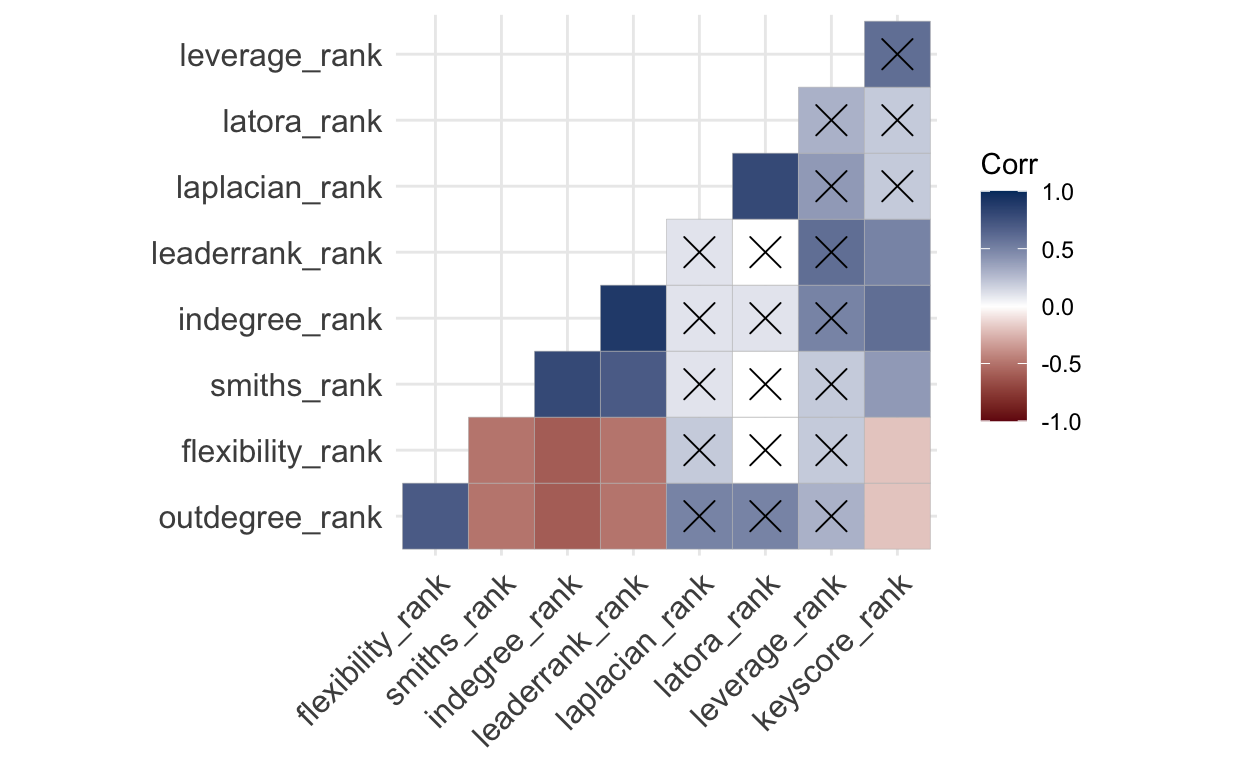 leverage_rank
latora_rank
laplacian_rank
leaderrank_rank
indegree_rank
smiths_rank
flexibility_rank
outdegree_rank
flexibility_rank
smiths_rank
indegree_rank
leaderrank_rank
laplacian_rank
latora_rank
leverage_rank
keyscore_rank
Corr
1.0
0.5
0.0
-0.5
-1.0